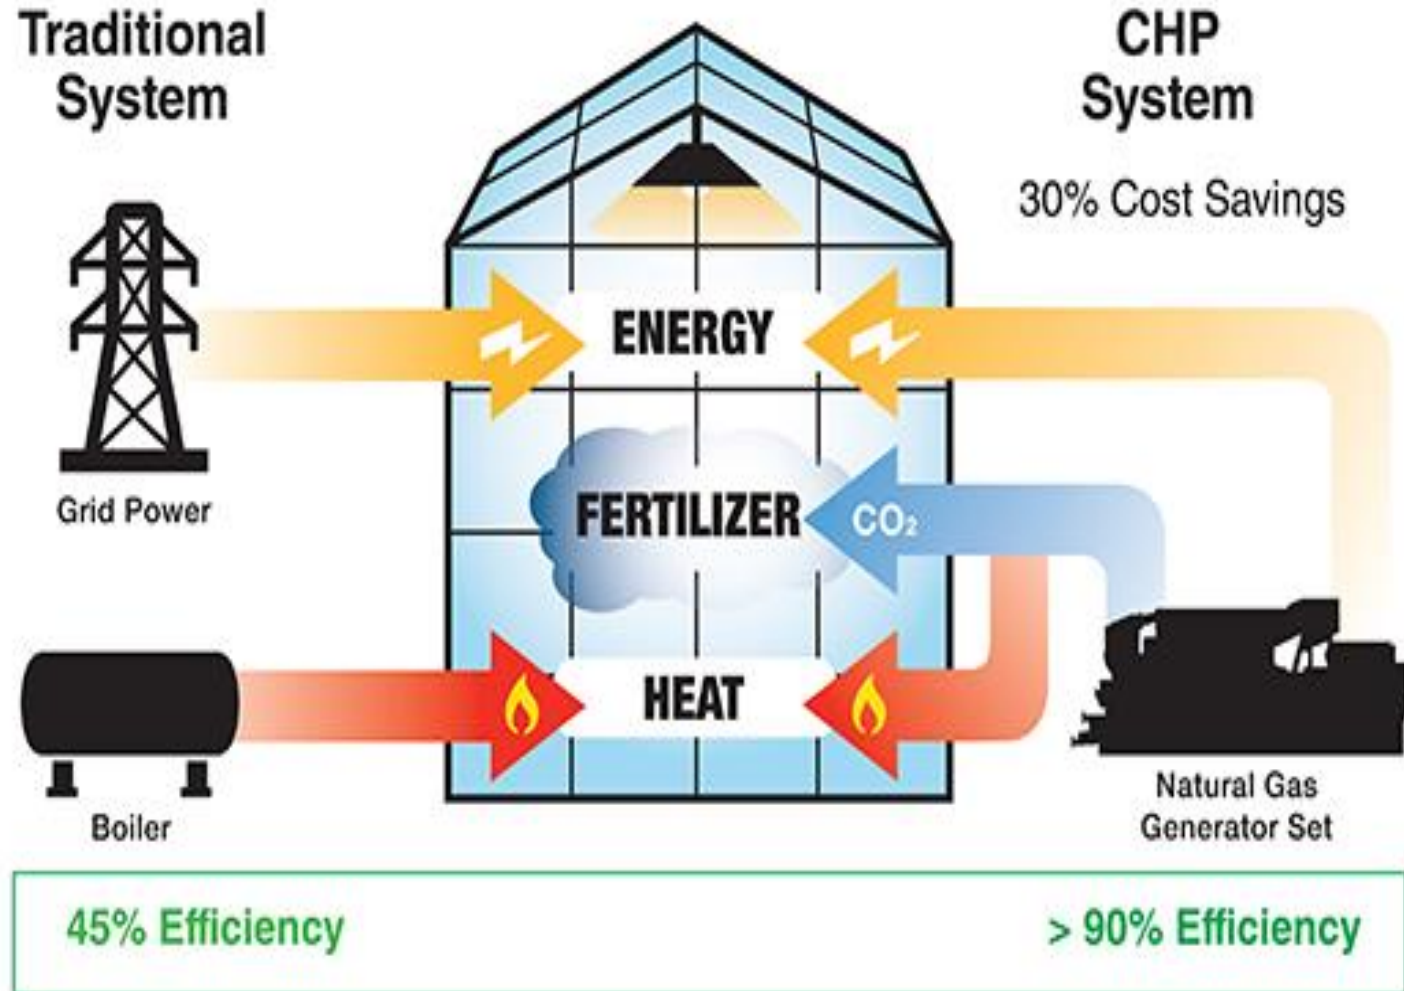 Traditional
System
CHP
System
30% Cost Savings
ENERGY
Grid Power
FERTILIZER
CO₂
HEAT
Boiler
Natural Gas
Generator Set
45% Efficiency
> 90% Efficiency